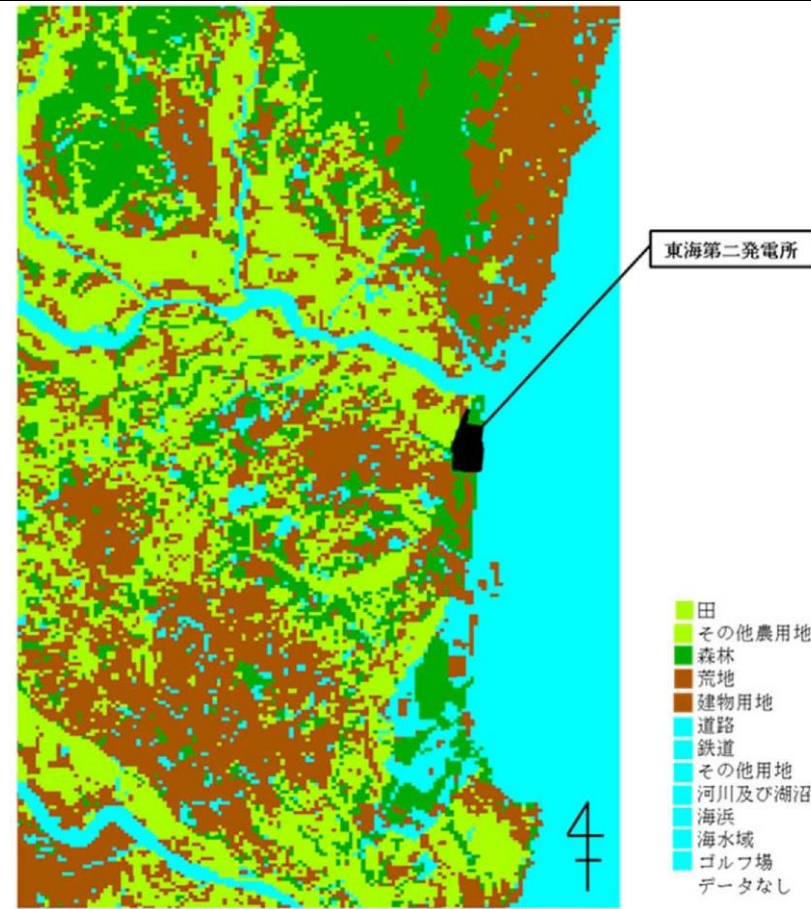 東海第二発電所
田
その他農用地
森林
荒地
建物用地
道路
鉄道
その他用地
河川及び湖沼
海浜
海水域
ゴルフ場
データなし